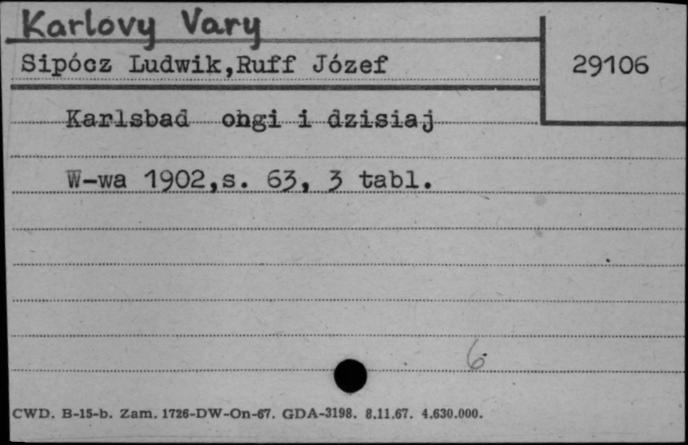 Karlovy Vary
Sipócz Ludwik,Ruff Józef
29106
Karlsbad ongi i dzisiaj
W-wa 1902,s. 63, 3 tabl.
6.
CWD. B-15-b. Zam. 1726-DW-On-67. GDA-3198. 8.11.67. 4.630.000.